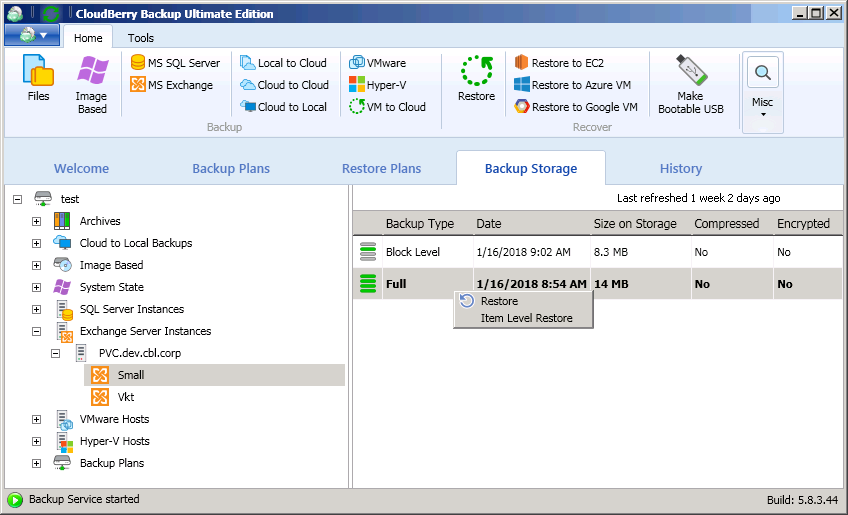 CloudBerry Backup Ultimate Edition
Home Tools
Files
Image Based
MS SQL Server
MS Exchange
Local to Cloud
Cloud to Cloud
Cloud to Local
VMware
Hyper-V
VM to Cloud
Backup
Restore
Restore to EC2
Restore to Azure VM
Restore to Google VM
Make Bootable USB
Recover
Misc
Welcome Backup Plans Restore Plans Backup Storage History
test
Archives
Cloud to Local Backups
Image Based
System State
SQL Server Instances
Exchange Server Instances
PVC.dev.cbl.corp
Small
Vkt
VMware Hosts
Hyper-V Hosts
Backup Plans
Last refreshed 1 week 2 days ago
Backup Type Date Size on Storage Compressed Encrypted
Block Level 1/16/2018 9:02 AM 8.3 MB No No
Full 1/16/2018 8:54 AM 14 MB No No
Restore
Item Level Restore
Backup Service started
Build: 5.8.3.44